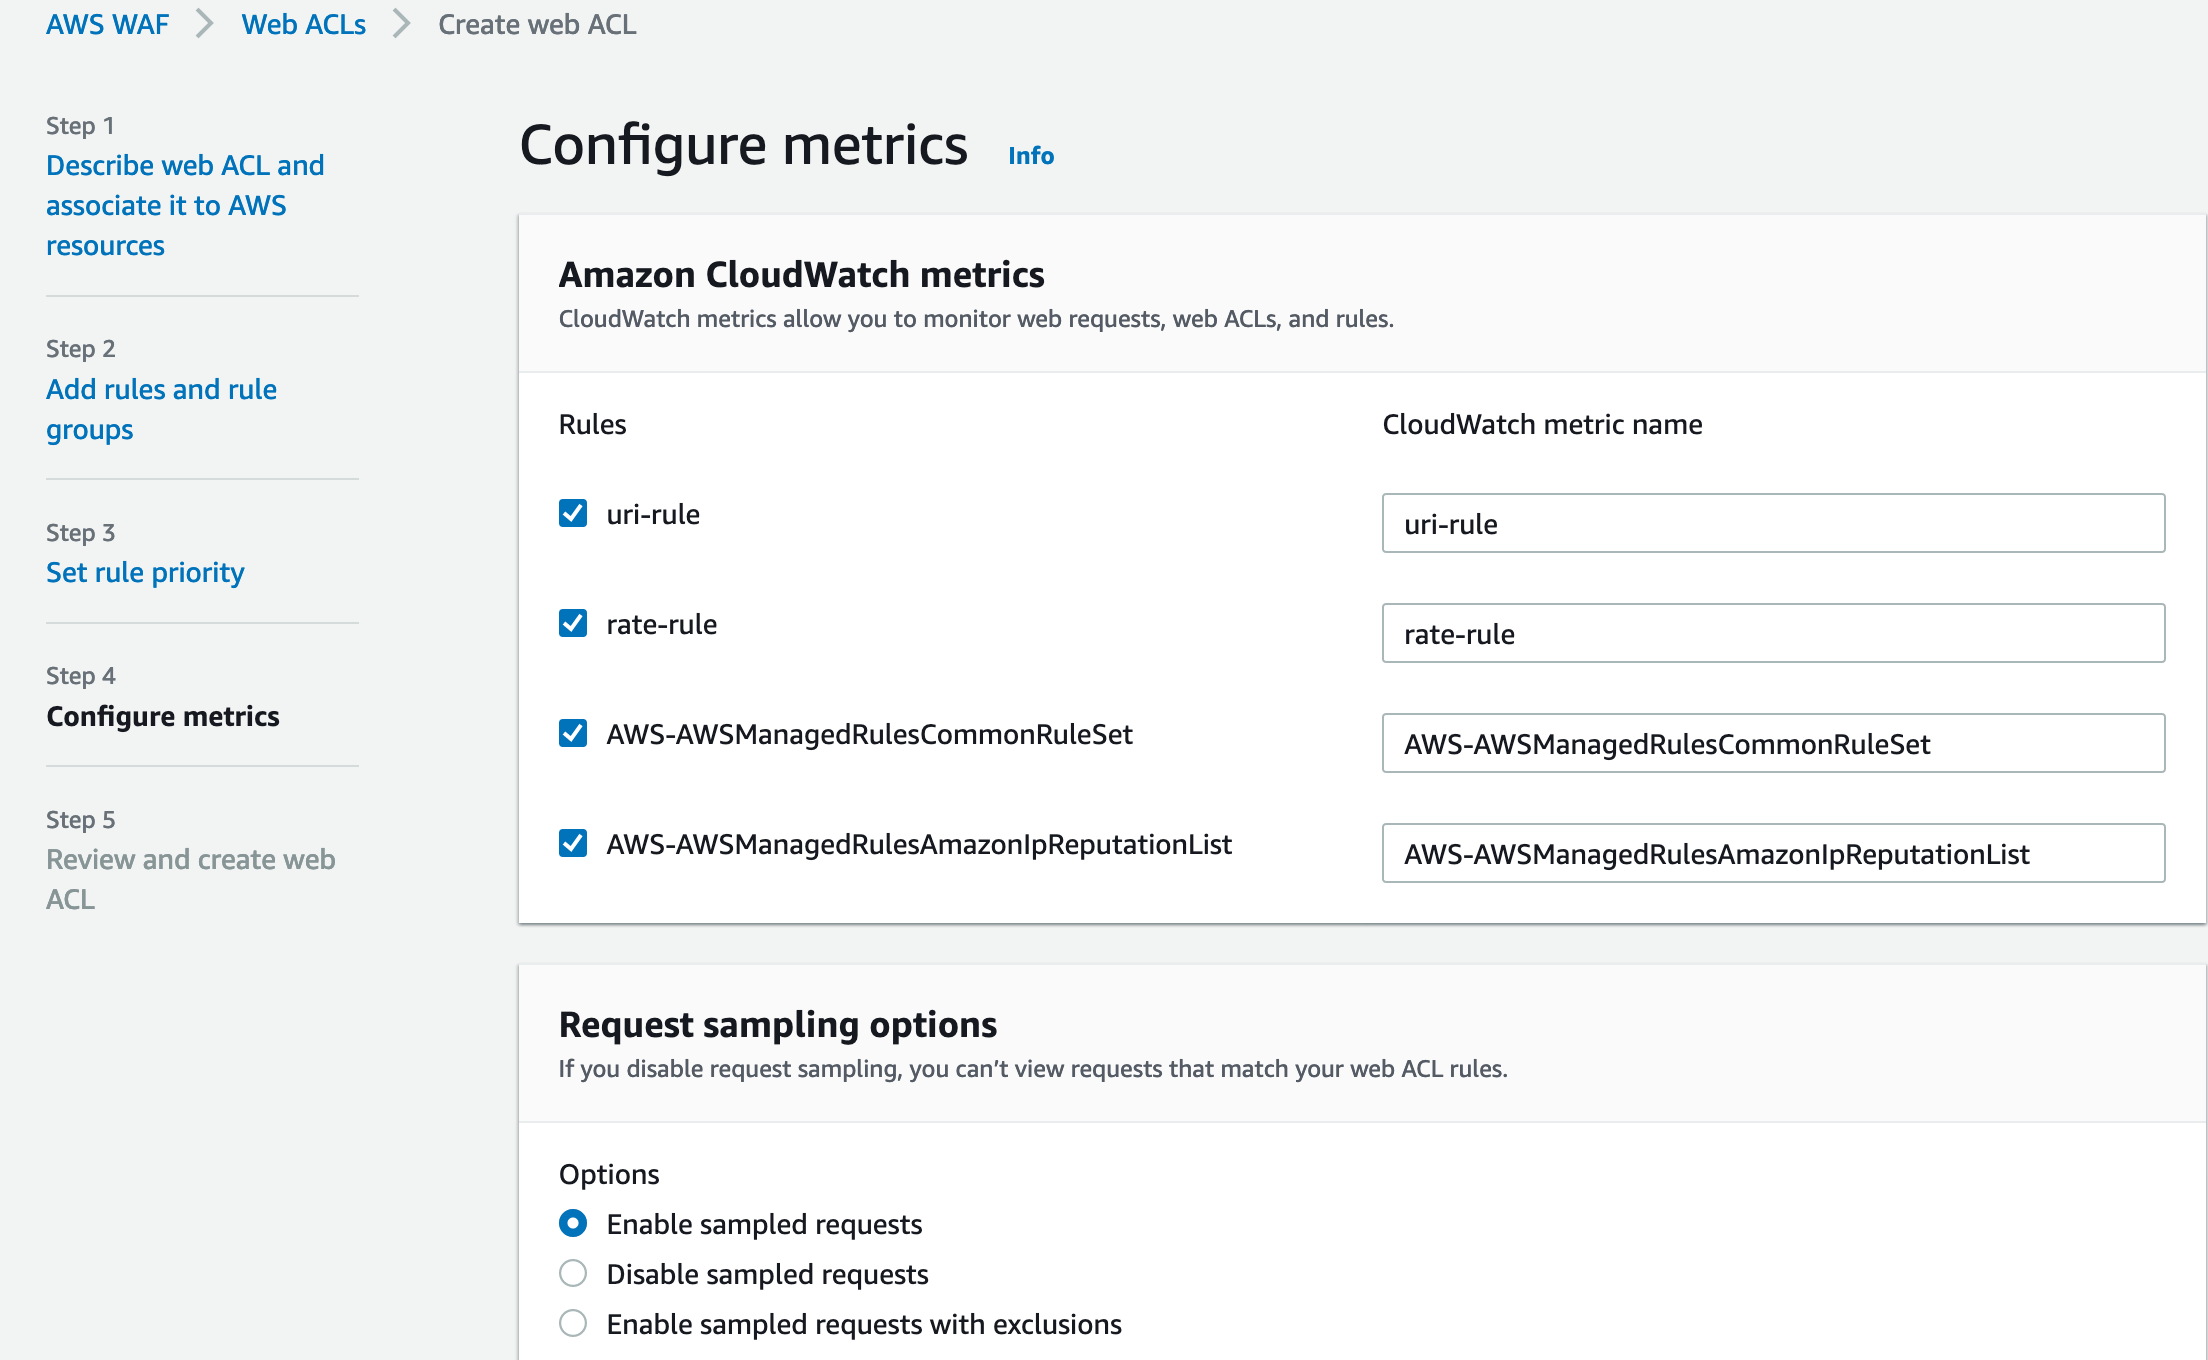 AWS WAF > Web ACLs > Create web ACL
Step 1
Describe web ACL and
associate it to AWS
resources
Step 2
Add rules and rule
groups
Step 3
Set rule priority
Step 4
Configure metrics
Step 5
Review and create web
ACL
Configure metrics Info
Amazon CloudWatch metrics
CloudWatch metrics allow you to monitor web requests, web ACLs, and rules.
Rules CloudWatch metric name
uri-rule uri-rule
rate-rule rate-rule
AWS-AWSManagedRulesCommonRuleSet AWS-AWSManagedRulesCommonRuleSet
AWS-AWSManagedRulesAmazonIpReputationList AWS-AWSManagedRulesAmazonIpReputationList
Request sampling options
If you disable request sampling, you can't view requests that match your web ACL rules.
Options
Enable sampled requests
Disable sampled requests
Enable sampled requests with exclusions